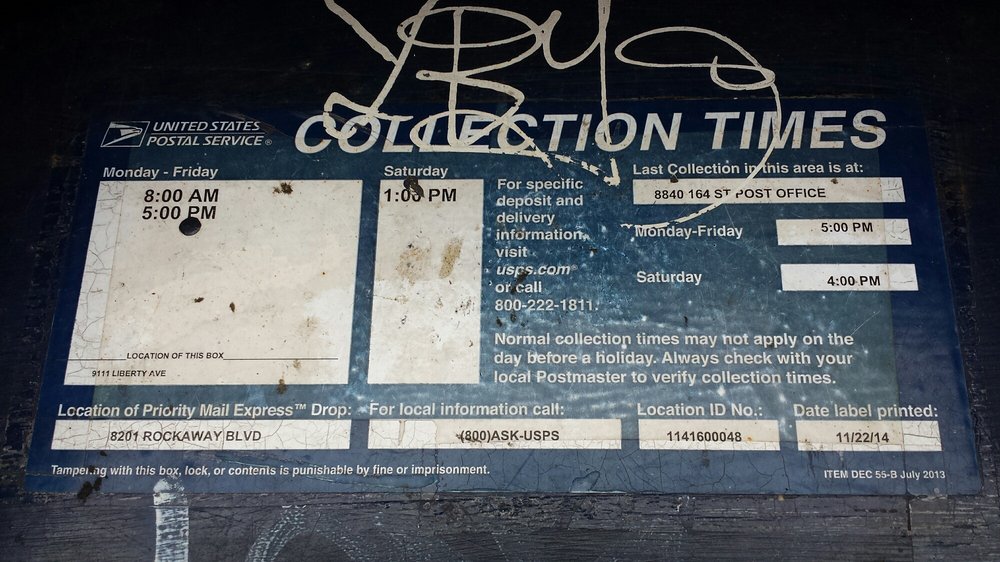 UNITED STATES
POSTAL SERVICE®
COLLECTION TIMES
Monday - Friday
8:00 AM
5:00 PM
LOCATION OF THIS BOX
9111 LIBERTY AVE
Saturday
1:00 PM
For specific
deposit and
delivery
information,
visit
usps.com®
or call
800-222-1811.
Last Collection in this area is at:
8840 164 ST POST OFFICE
Monday-Friday
5:00 PM
Saturday
4:00 PM
Normal collection times may not apply on the
day before a holiday. Always check with your
local Postmaster to verify collection times.
Location of Priority Mail Express™ Drop:
8201 ROCKAWAY BLVD
For local information call:
(800)ASK-USPS
Location ID No.:
1141600048
Date label printed:
11/22/14
Tampering with this box, lock, or contents is punishable by fine or imprisonment.
ITEM DEC 55-B July 2013